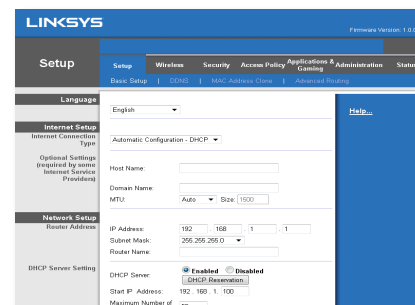 LINKSYS
Firmware Version: 1.0.0
Setup
Setup Wireless Security Access Policy Applications & Gaming Administration Status
Basic Setup | DDNS | MAC Address Clone | Advanced Routing
Language
English
Help...
Internet Setup
Internet Connection Type
Automatic Configuration - DHCP
Optional Settings
(required by some
Internet Service
Providers)
Host Name:
Domain Name:
MTU: Auto Size: 1500
Network Setup
Router Address
IP Address: 192 . 168 . 1 . 1
Subnet Mask: 255.255.255.0
Router Name:
DHCP Server Setting
DHCP Server: Enabled Disabled
DHCP Reservation
Start IP Address: 192 . 168 . 1. 100
Maximum Number of